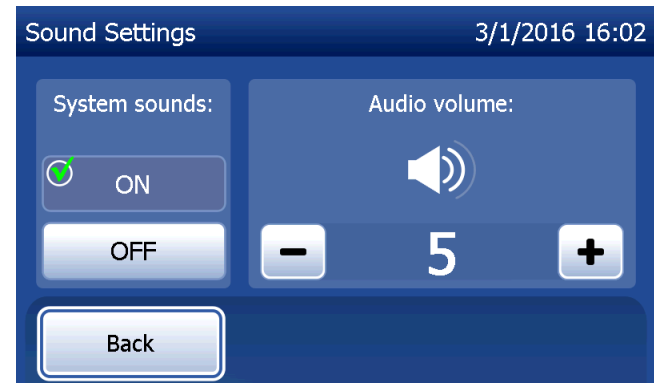 Sound Settings 3/1/2016 16:02
System sounds:
ON
OFF
Audio volume:
- 5 +
Back